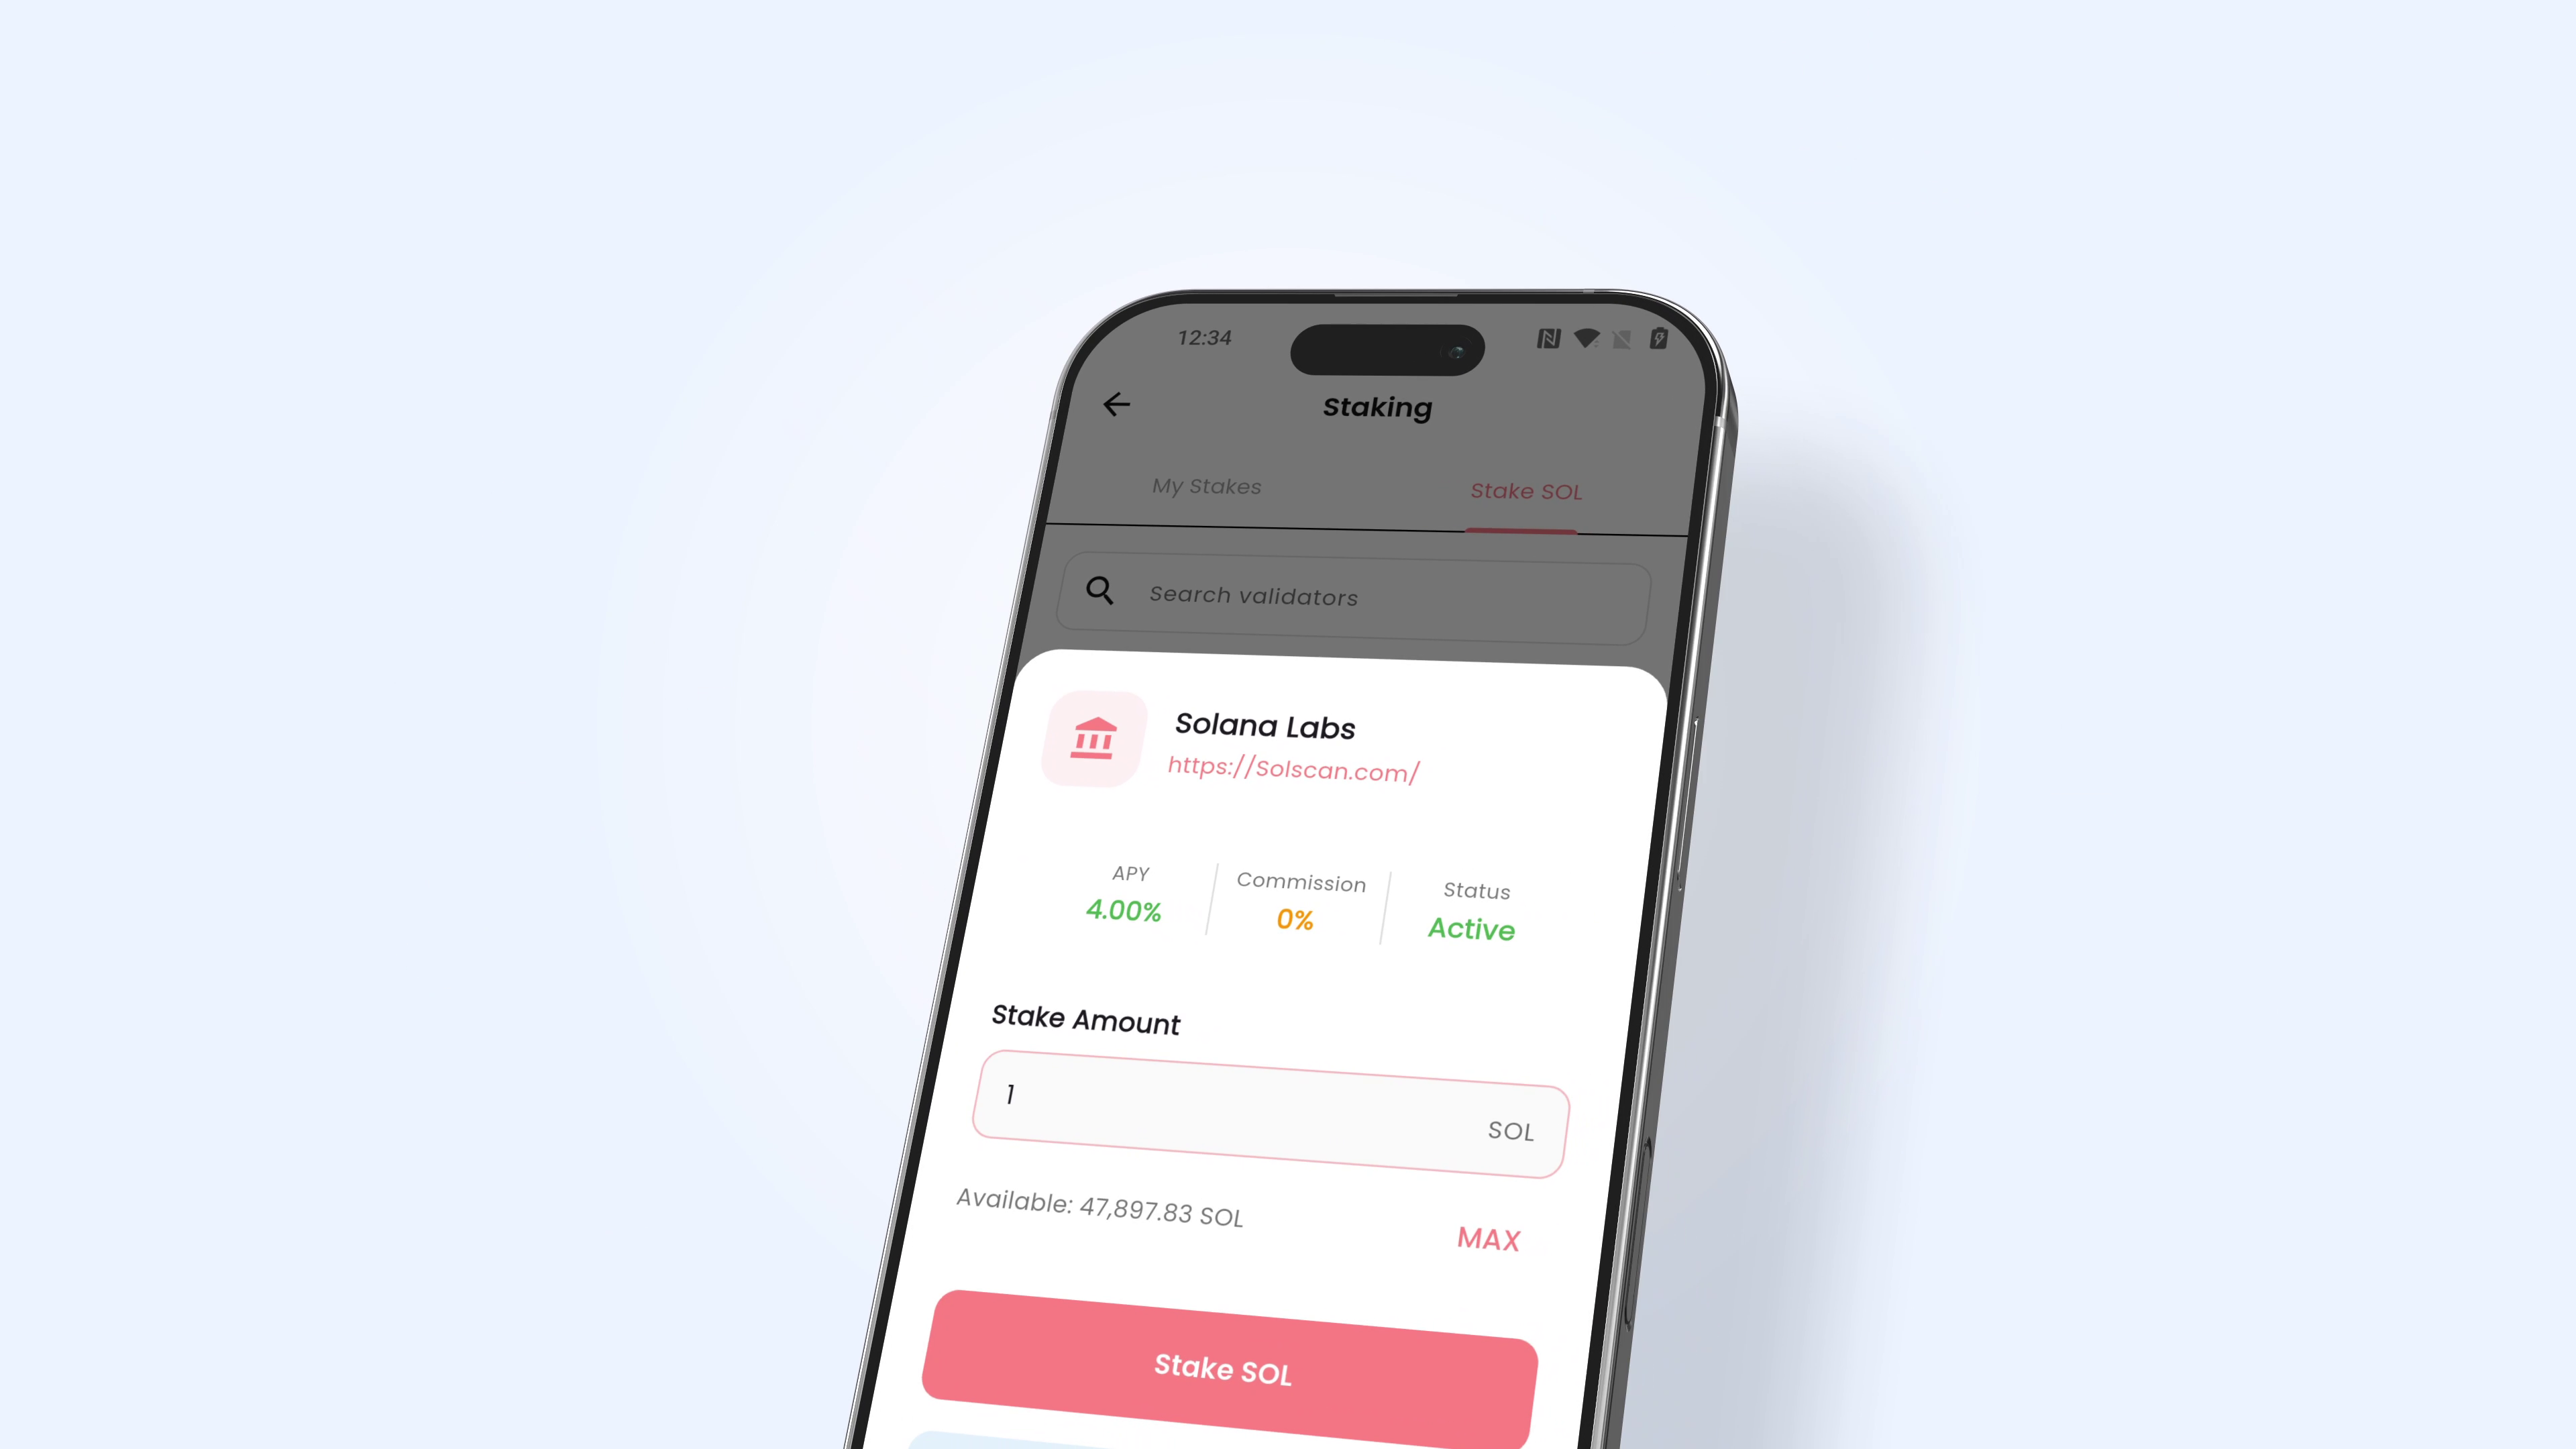 12:34
Staking
My Stakes
Stake SOL
Search validators
Solana Labs
https://Solscan.com/
APY
Commission
Status
4.00%
0%
Active
Stake Amount
1
SOL
Available: 47,897.83 SOL
MAX
Stake SOL